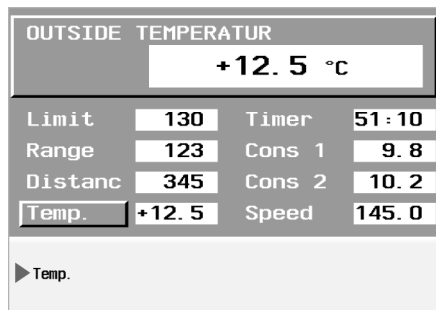 OUTSIDE TEMPERATUR
+12.5 °C
Limit 130 Timer 51:10
Range 123 Cons 1 9.8
Distanc 345 Cons 2 10.2
Temp. +12.5 Speed 145.0
Temp.